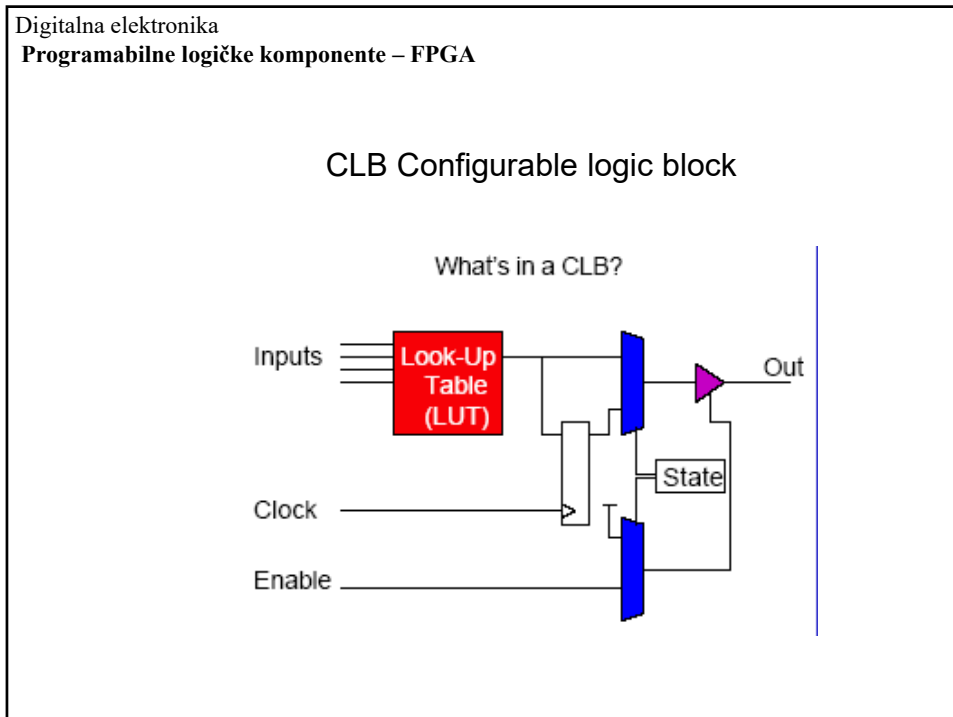 Digitalna elektronika
Programabilne logičke komponente – FPGA
CLB Configurable logic block
What's in a CLB?
Inputs
Look-Up
Table
(LUT)
Out
State
Clock
Enable